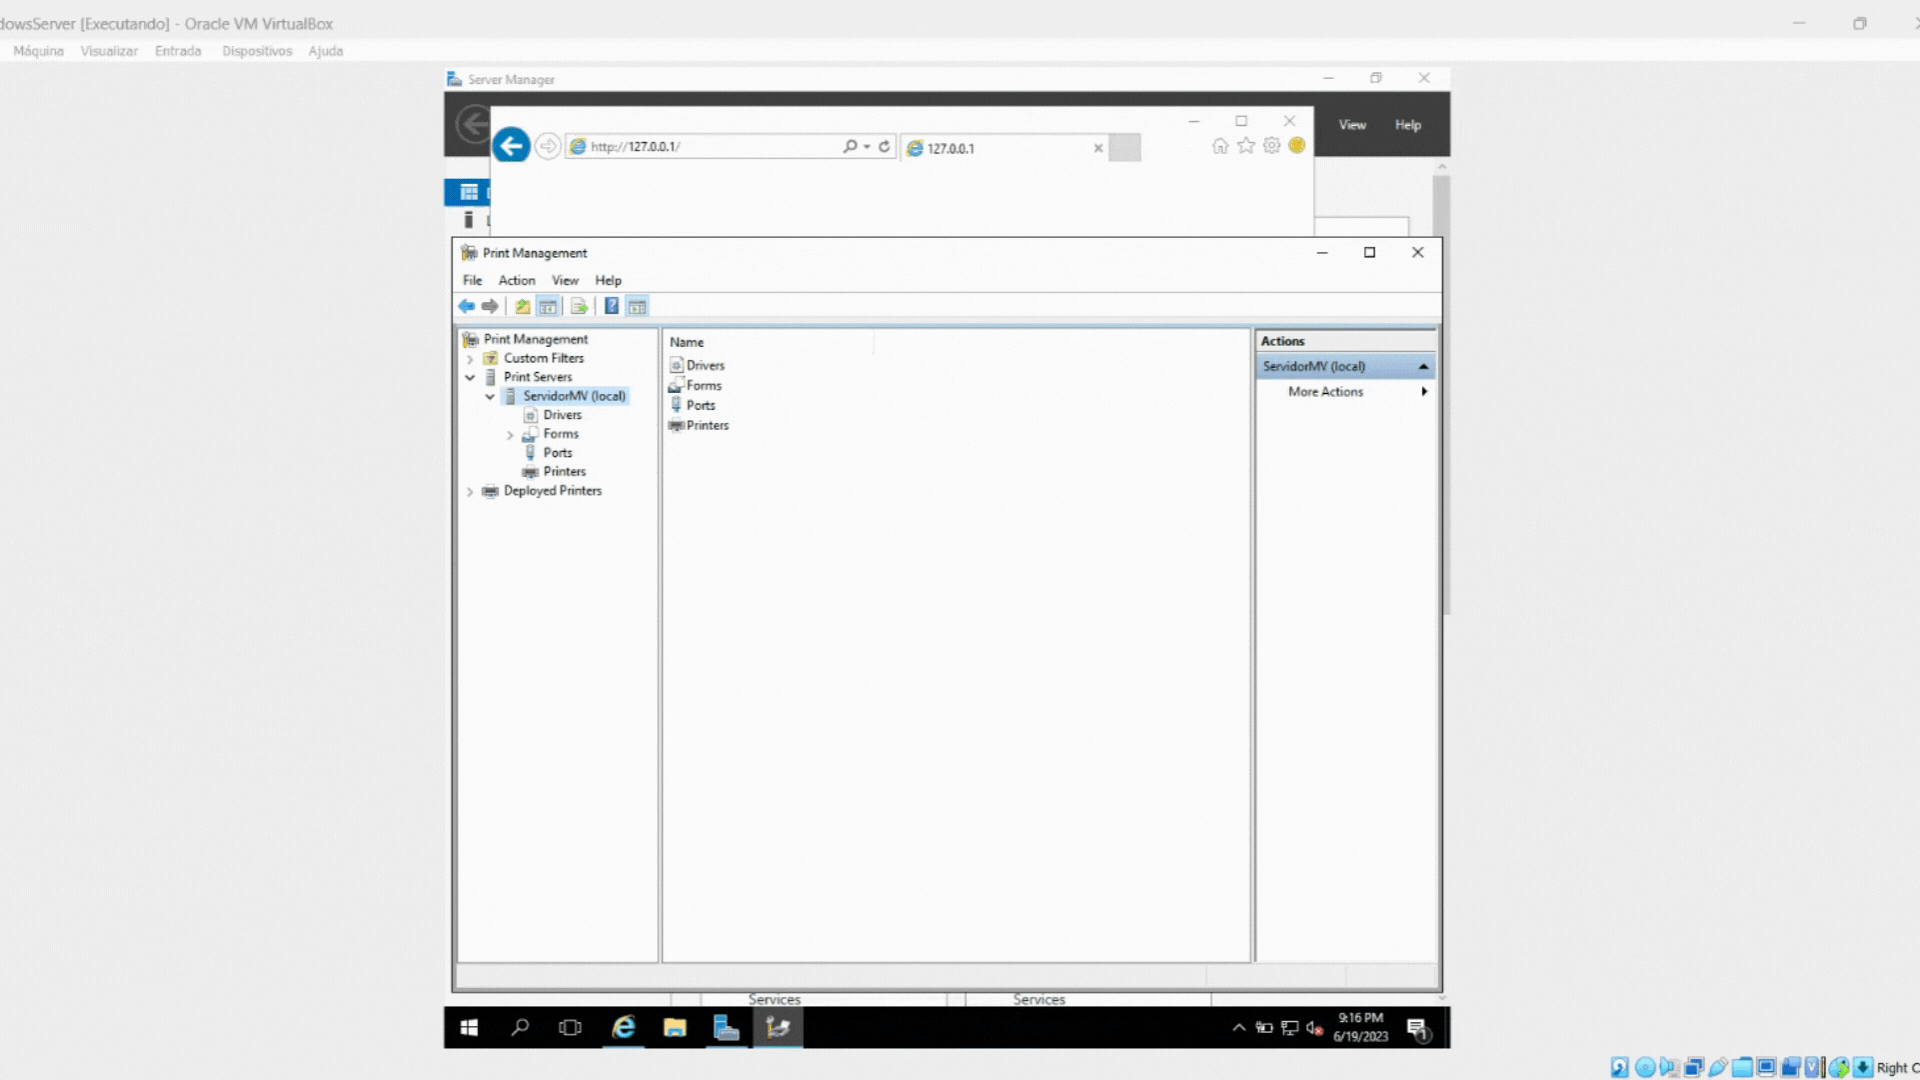 dowsServer [Executando] - Oracle VM VirtualBox
Máquina Visualizar Entrada Dispositivos Ajuda
Server Manager
View Help
http://127.0.0.1/
127.0.0.1
Print Management
File Action View Help
Print Management
Custom Filters
Print Servers
ServidorMV (local)
Drivers
Forms
Ports
Printers
Deployed Printers
Name
Drivers
Forms
Ports
Printers
Actions
ServidorMV (local)
More Actions
Services Services
9:16 PM
6/19/2023
1
Right C